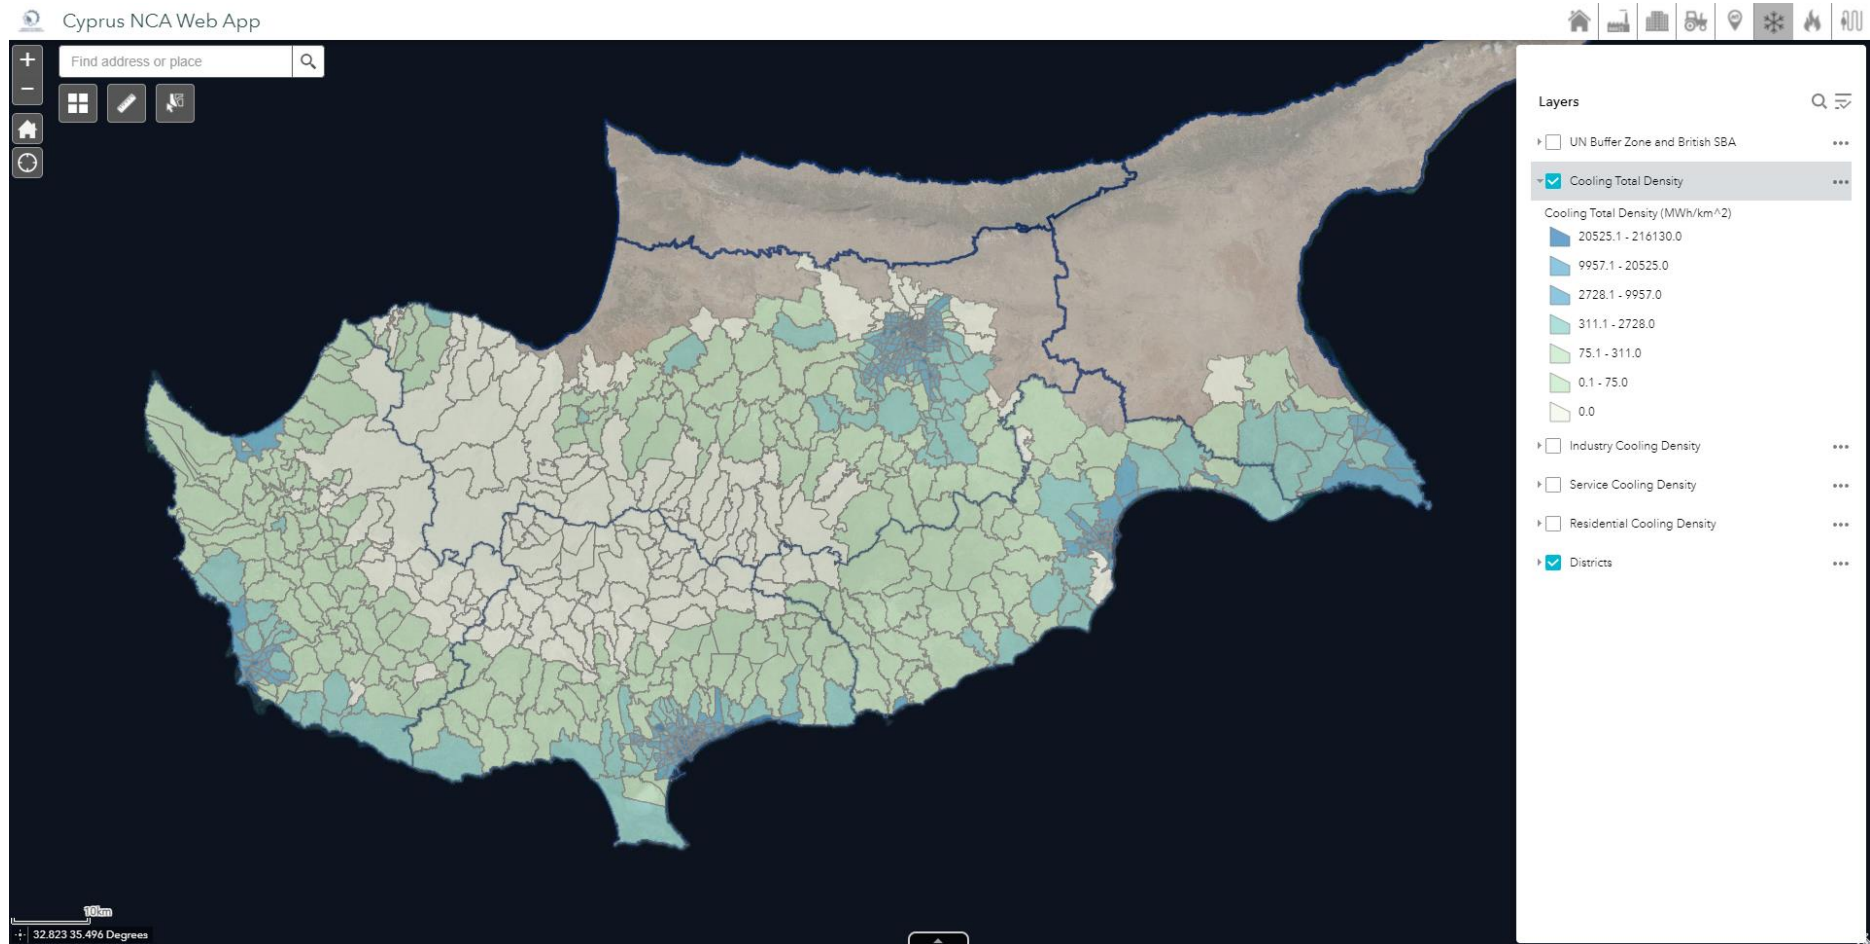 Cyprus NCA Web App
+
Find address or place
−
Layers
UN Buffer Zone and British SBA
Cooling Total Density
Cooling Total Density (MWh/km^2)
20525.1 - 216130.0
9957.1 - 20525.0
2728.1 - 9957.0
311.1 - 2728.0
75.1 - 311.0
0.1 - 75.0
0.0
Industry Cooling Density
Service Cooling Density
Residential Cooling Density
Districts
10km
32.823 35.496 Degrees